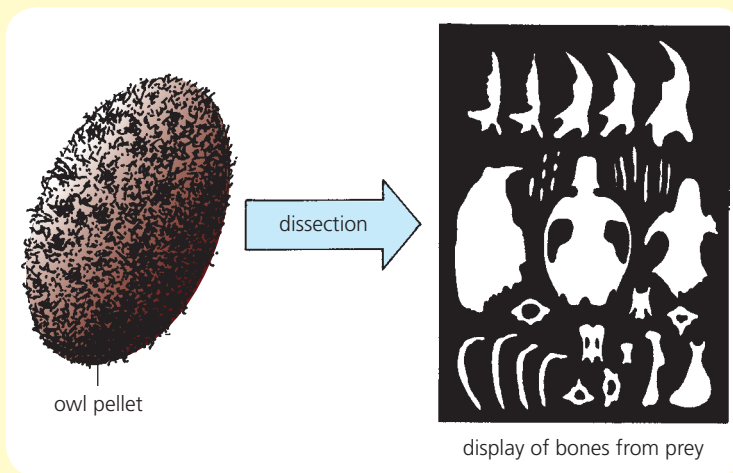 dissection
owl pellet
display of bones from prey